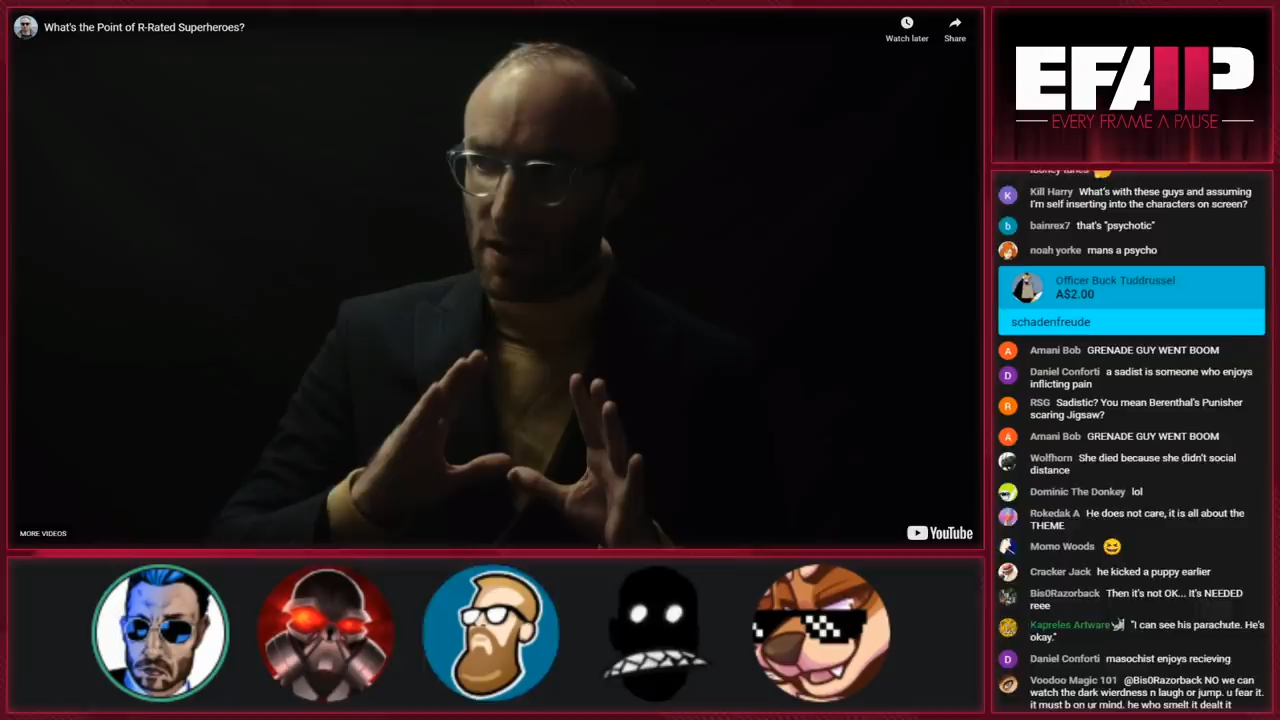 What's the Point of R-Rated Superheroes?
Watch later
Share
MORE VIDEOS
YouTube
EFAP
EVERY FRAME A PAUSE
Kill Harry What's with these guys and assuming
I'm self inserting into the characters on screen?
bainrex7 that's "psychotic"
noah yorke mans a psycho
Officer Buck Tuddrussel
A$2.00
schadenfreude
Amani Bob GRENADE GUY WENT BOOM
Daniel Conforti a sadist is someone who enjoys
inflicting pain
RSG Sadistic? You mean Berenthal's Punisher
scaring Jigsaw?
Amani Bob GRENADE GUY WENT BOOM
Wolfhorn She died because she didn't social
distance
Dominic The Donkey lol
Rokedak A He does not care, it is all about the
THEME
Momo Woods 😆
Cracker Jack he kicked a puppy earlier
Bis0Razorback Then it's not OK... It's NEEDED
reee
Kapreles Artware "I can see his parachute. He's
okay."
Daniel Conforti masochist enjoys recieving
Voodoo Magic 101 @Bis0Razorback NO we can
watch the dark wierdness n laugh or jump. u fear it.
it must b on ur mind. he who smelt it dealt it